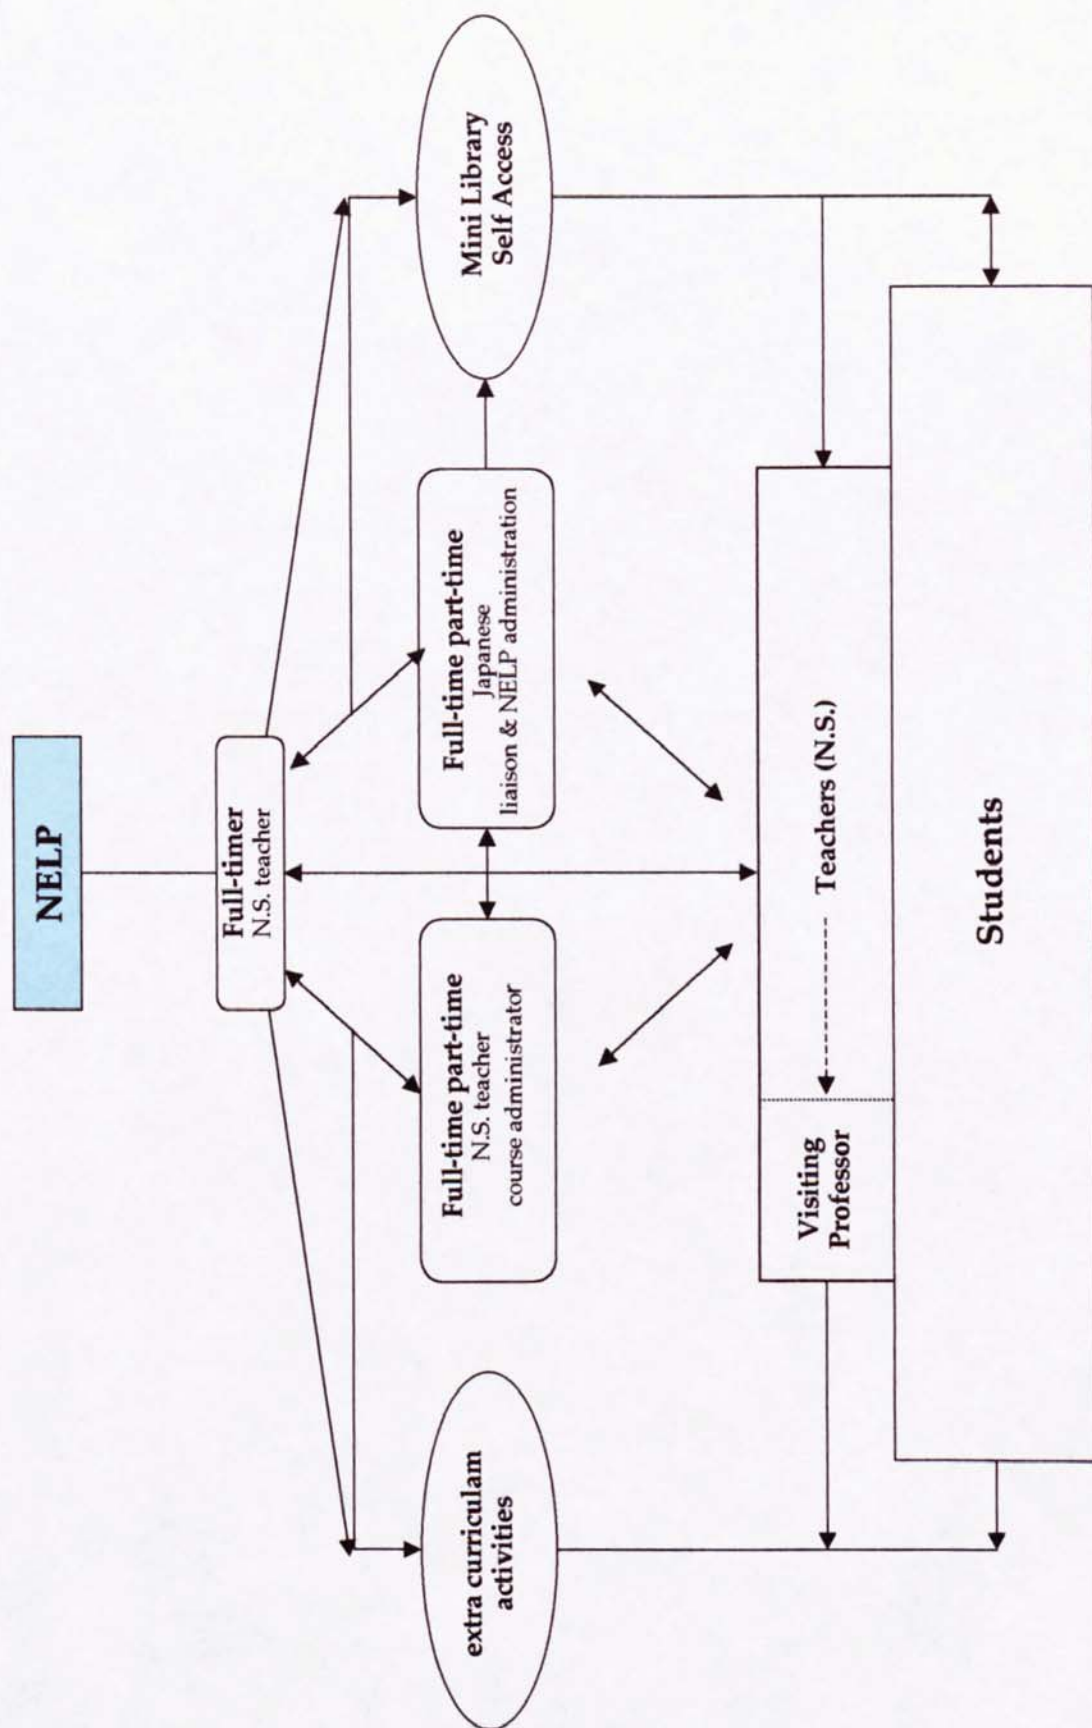 NELP
Full-timer
N.S. teacher
extra curriculam
activities
Full-time part-time
N.S. teacher
course administrator
Full-time part-time
Japanese
liaison & NELP administration
Mini Library
Self Access
Visiting
Professor
Teachers (N.S.)
Students